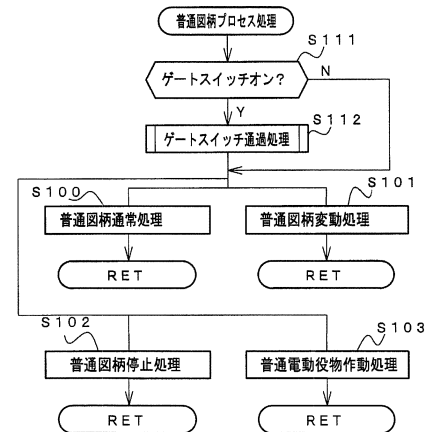 普通図柄プロセス処理
S111
ゲートスイッチオン?
N
Y
S112
ゲートスイッチ通過処理
S100
S101
普通図柄通常処理
普通図柄変動処理
RET
RET
S102
S103
普通図柄停止処理
普通電動役物作動処理
RET
RET